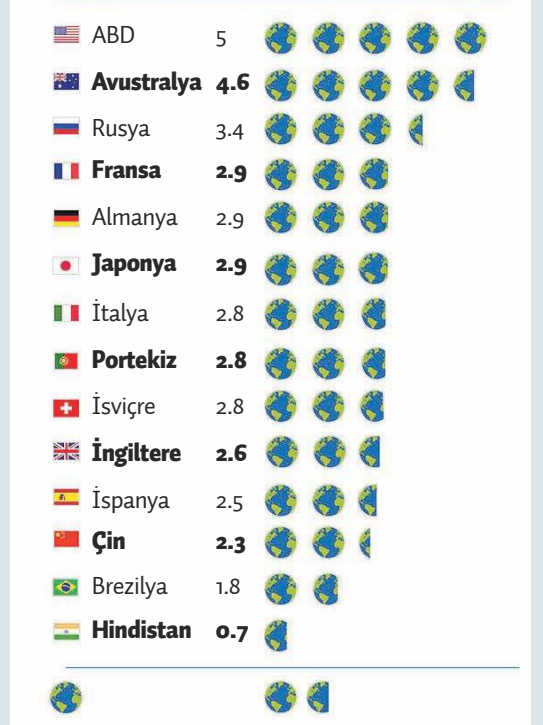 ABD 5
Avustralya 4.6
Rusya 3.4
Fransa 2.9
Almanya 2.9
Japonya 2.9
İtalya 2.8
Portekiz 2.8
İsviçre 2.8
İngiltere 2.6
İspanya 2.5
Çin 2.3
Brezilya 1.8
Hindistan 0.7